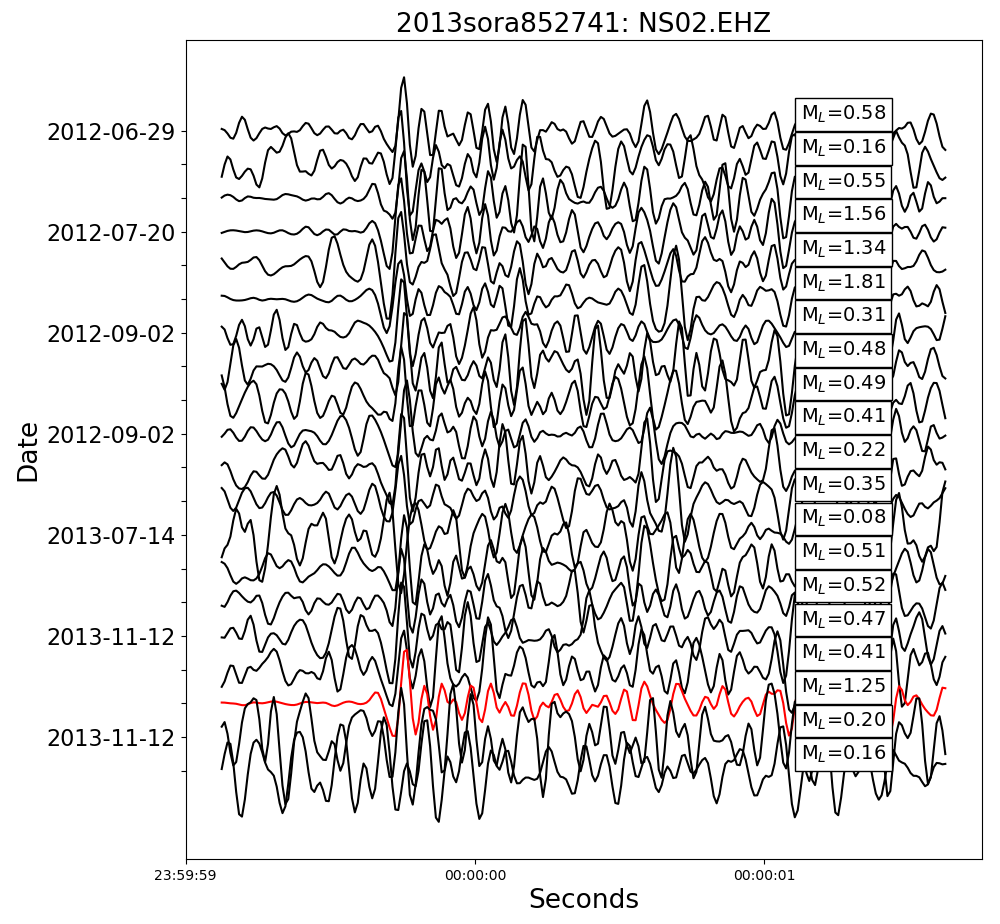 2013sora852741: NS02.EHZ
2012-06-29
2012-07-20
2012-09-02
2012-09-02
2013-07-14
2013-11-12
2013-11-12
Date
M_L=0.58
M_L=0.16
M_L=0.55
M_L=1.56
M_L=1.34
M_L=1.81
M_L=0.31
M_L=0.48
M_L=0.49
M_L=0.41
M_L=0.22
M_L=0.35
M_L=0.08
M_L=0.51
M_L=0.52
M_L=0.47
M_L=0.41
M_L=1.25
M_L=0.20
M_L=0.16
23:59:59 00:00:00 00:00:01
Seconds